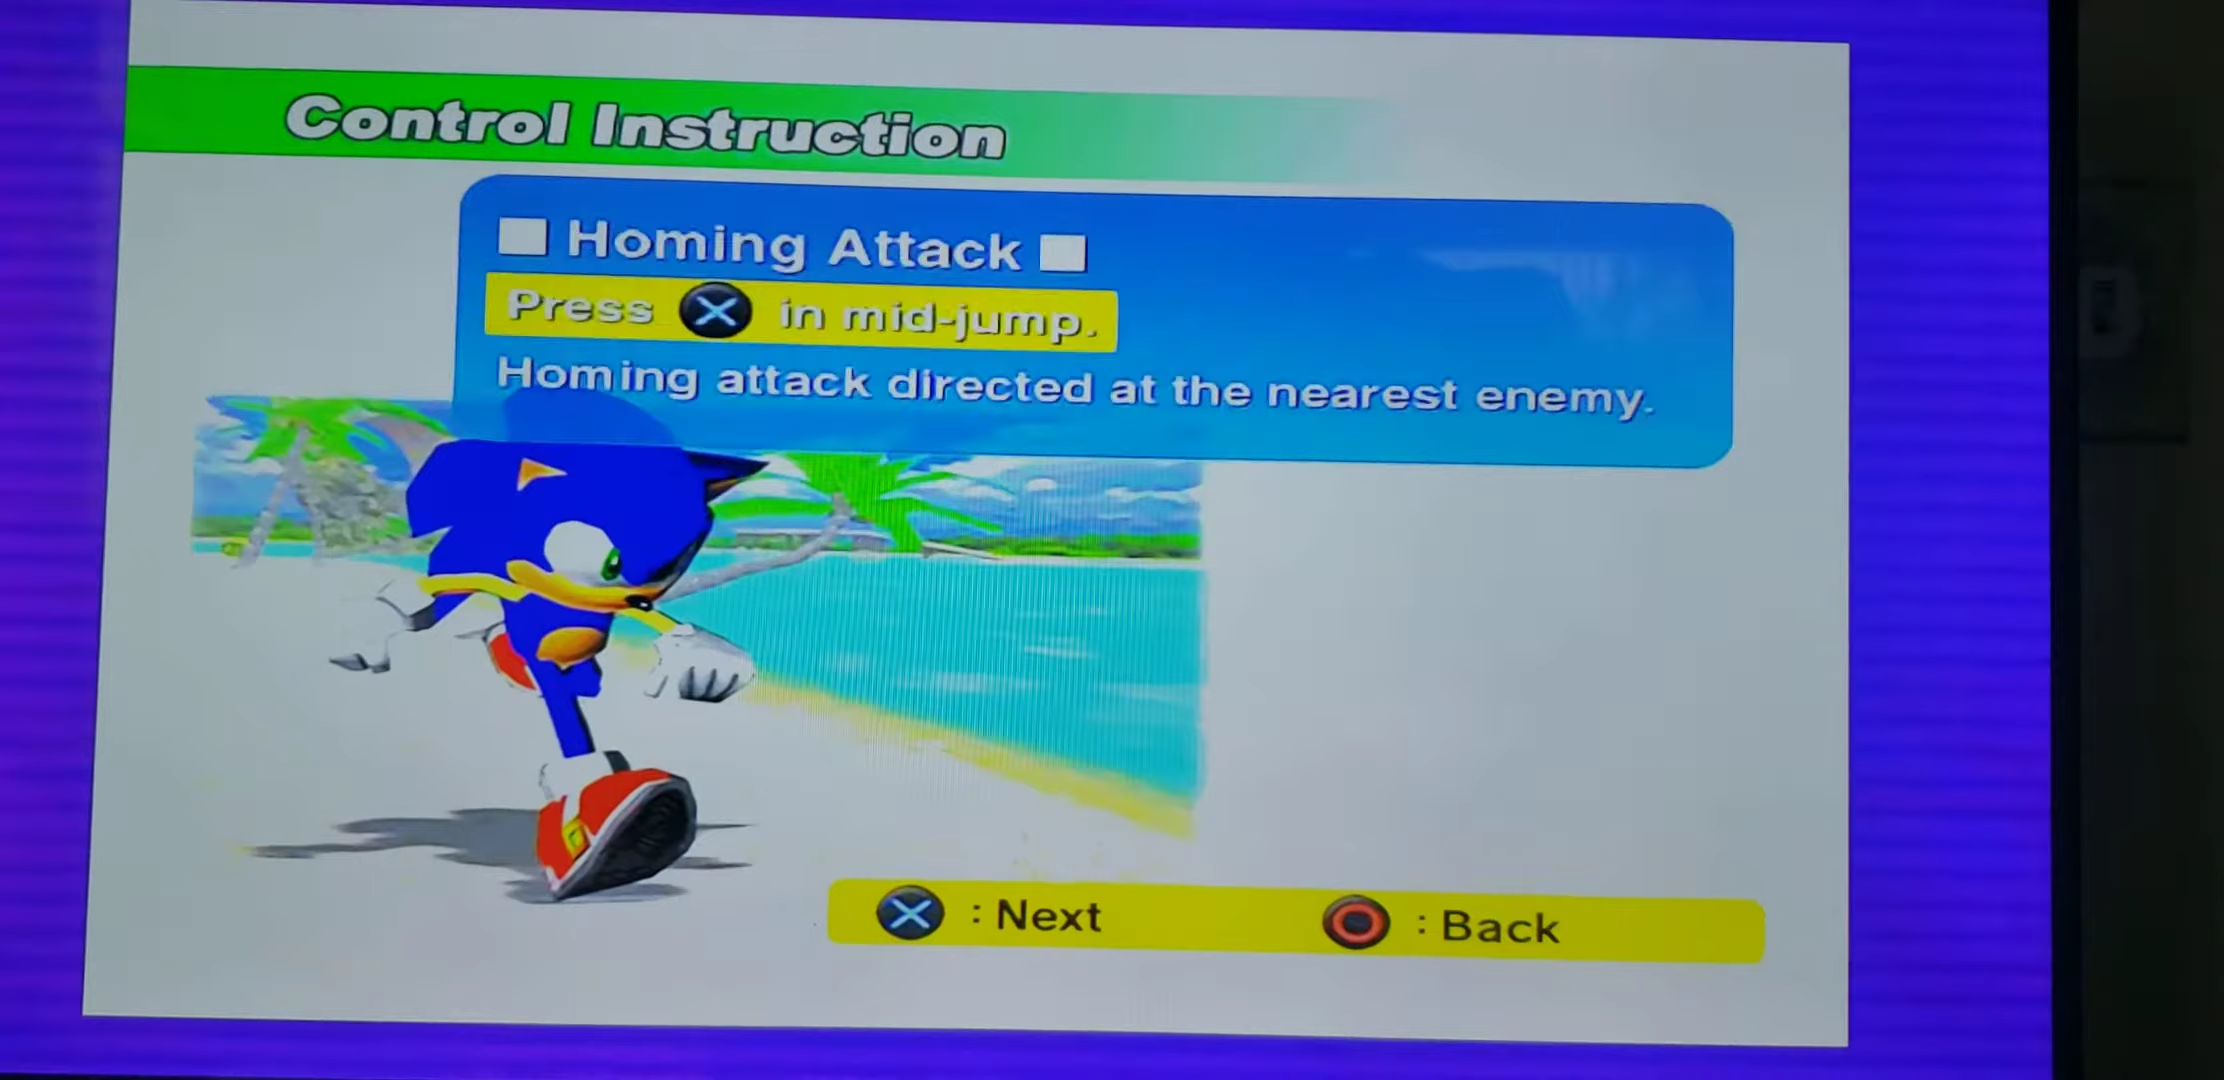 Control Instruction
Homing Attack
Press in mid-jump.
Homing attack directed at the nearest enemy.
: Next
: Back